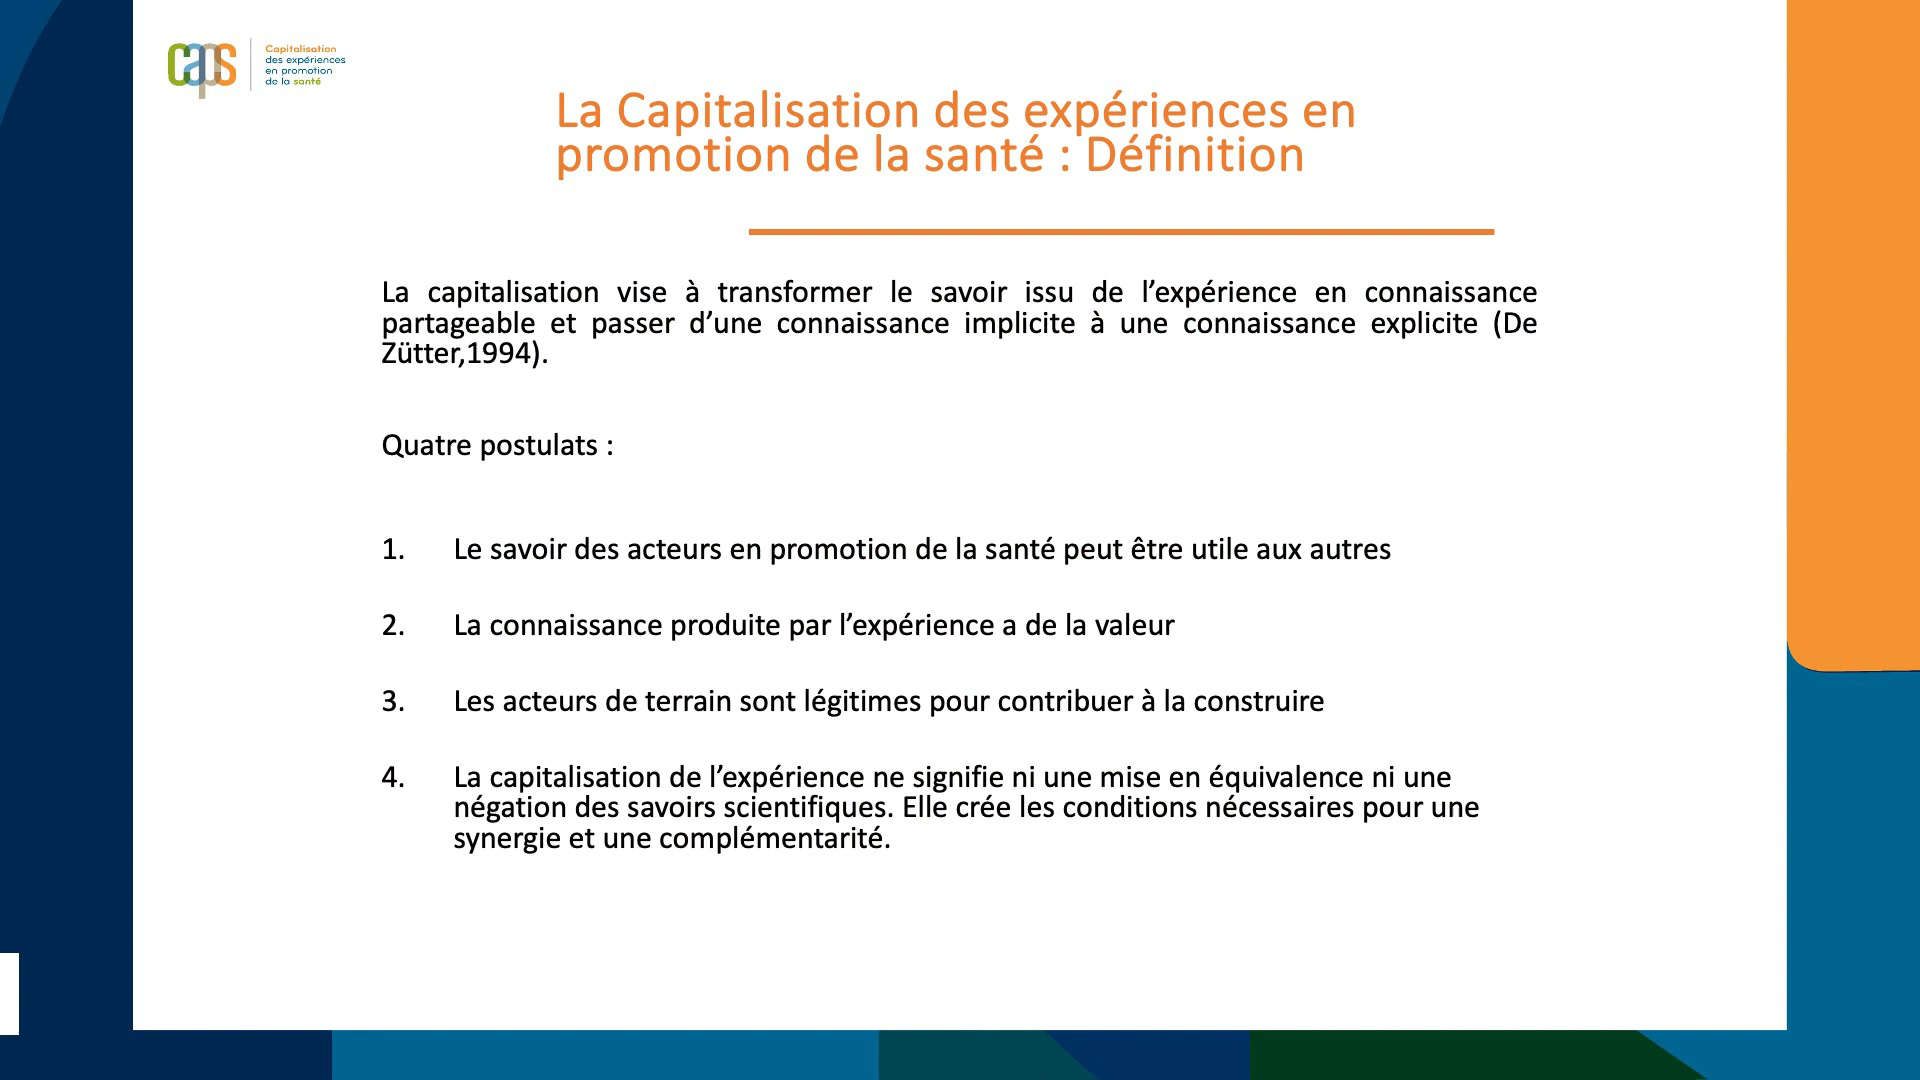 caps
Capitalisation
des expériences
en promotion
de la santé
La Capitalisation des expériences en
promotion de la santé : Définition
La capitalisation vise à transformer le savoir issu de l’expérience en connaissance
partageable et passer d’une connaissance implicite à une connaissance explicite (De
Zütter,1994).
Quatre postulats :
1. Le savoir des acteurs en promotion de la santé peut être utile aux autres
2. La connaissance produite par l’expérience a de la valeur
3. Les acteurs de terrain sont légitimes pour contribuer à la construire
4. La capitalisation de l’expérience ne signifie ni une mise en équivalence ni une
négation des savoirs scientifiques. Elle crée les conditions nécessaires pour une
synergie et une complémentarité.